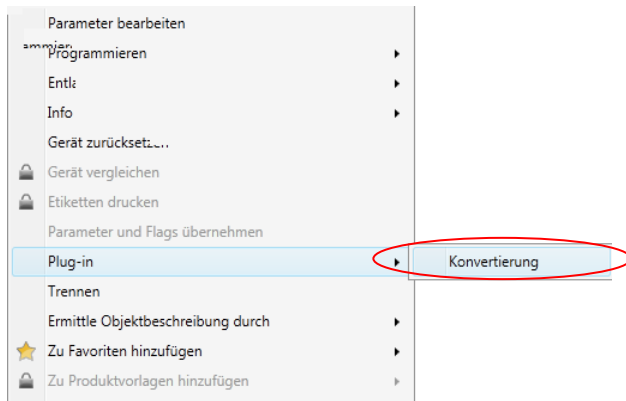 Parameter bearbeiten
Programmieren
Info
Gerät zurücksetz...
Gerät vergleichen
Etiketten drucken
Parameter und Flags übernehmen
Plug-in
Konvertierung
Trennen
Ermittle Objektbeschreibung durch
Zu Favoriten hinzufügen
Zu Produktvorlagen hinzufügen